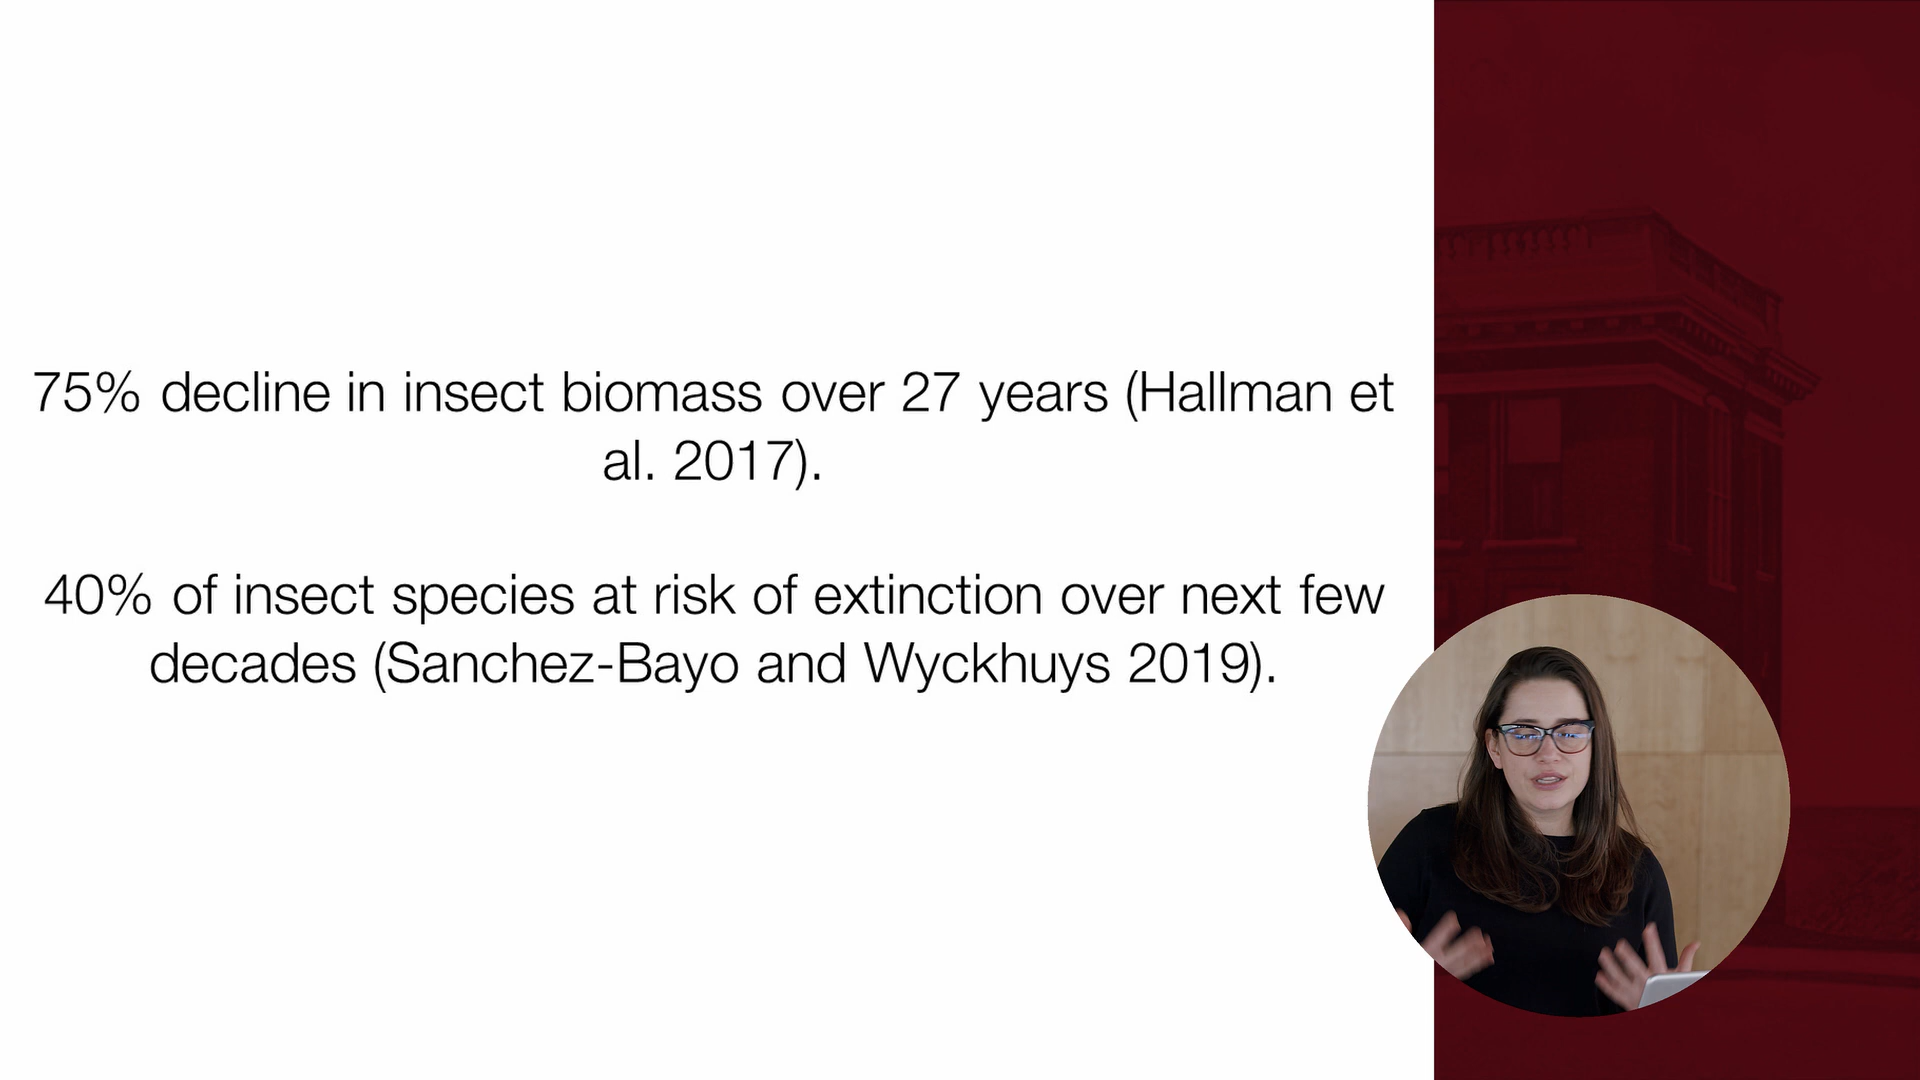 75% decline in insect biomass over 27 years (Hallman et
al. 2017).
40% of insect species at risk of extinction over next few
decades (Sanchez-Bayo and Wyckhuys 2019).